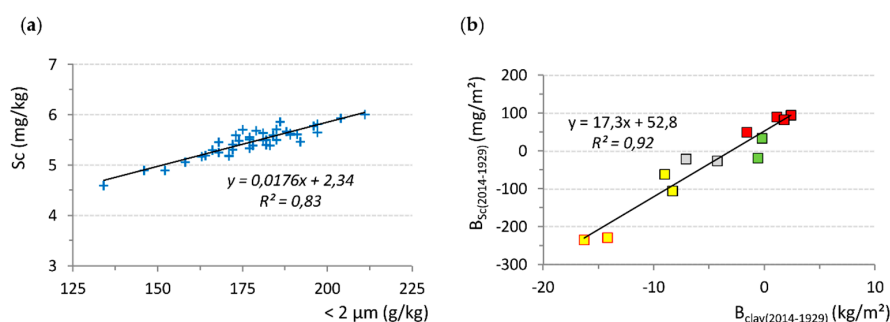 (a)
7
6
5
4
3
Sc (mg/kg)
y = 0,0176x + 2,34
R² = 0,83
125 150 175 200 225
< 2 µm (g/kg)
(b)
200
100
0
-100
-200
-300
B Sc(2014-1929) (mg/m²)
y = 17,3x + 52,8
R² = 0,92
-20 -10 0 10
B clay(2014-1929) (kg/m²)